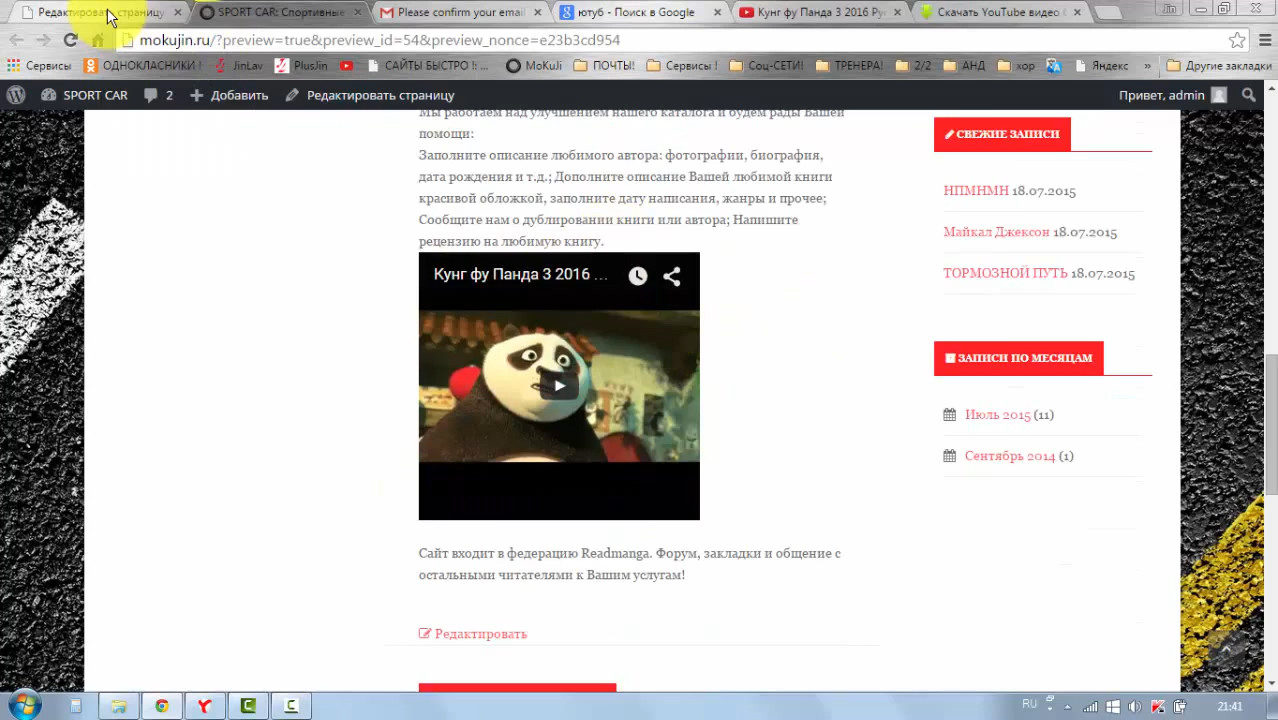 Редактировать страницу
SPORT CAR: Спортивные
Please confirm your email
ютуб - Поиск в Google
Кунг фу Панда 3 2016 Ру
Скачать YouTube видео
mokujin.ru/?preview=true&preview_id=54&preview_nonce=e23b3cd954
Сервисы
ОДНОКЛАСНИКИ !
JinLav
PlusJin
САЙТЫ БЫСТРО !: ...
MoKuJi
ПОЧТЫ!
Сервисы !
Соц-СЕТИ!
ТРЕНЕРА!
2/2
АНД
хор
Яндекс
»
Другие закладки
SPORT CAR
2
Добавить
Редактировать страницу
Привет, admin
Мы работаем над улучшением нашего каталога и будем рады Вашей
помощи:
Заполните описание любимого автора: фотографии, биография,
дата рождения и т.д.; Дополните описание Вашей любимой книги
красивой обложкой, заполните дату написания, жанры и прочее;
Сообщите нам о дублировании книги или автора; Напишите
рецензию на любимую книгу.
Кунг фу Панда 3 2016 ...
Сайт входит в федерацию Readmanga. Форум, закладки и общение с
остальными читателями к Вашим услугам!
Редактировать
СВЕЖИЕ ЗАПИСИ
НПМНМН 18.07.2015
Майкал Джексон 18.07.2015
ТОРМОЗНОЙ ПУТЬ 18.07.2015
ЗАПИСИ ПО МЕСЯЦАМ
Июль 2015 (11)
Сентябрь 2014 (1)
RU
21:41